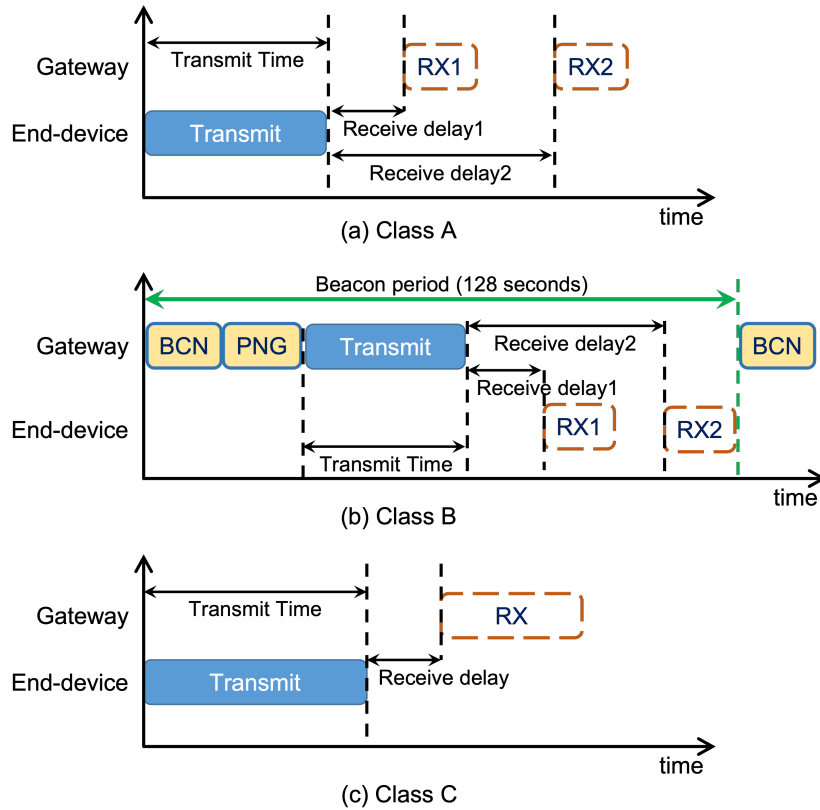 Transmit Time
Gateway
RX1
RX2
End-device
Transmit
Receive delay1
Receive delay2
time
(a) Class A
Beacon period (128 seconds)
Gateway
BCN
PNG
Transmit
Receive delay2
BCN
Receive delay1
End-device
RX1
RX2
Transmit Time
time
(b) Class B
Transmit Time
Gateway
RX
End-device
Transmit
Receive delay
time
(c) Class C